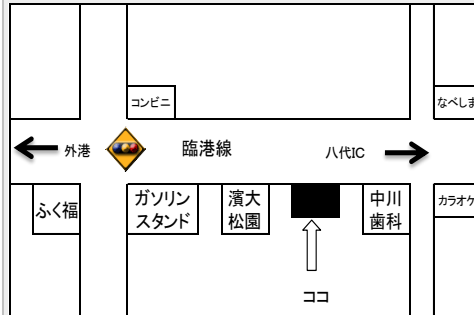 コンビニ
なべしま
外港
臨港線
八代IC
ふく福
ガソリン
スタンド
濱大
松園
中川
歯科
カラオケ
ココ